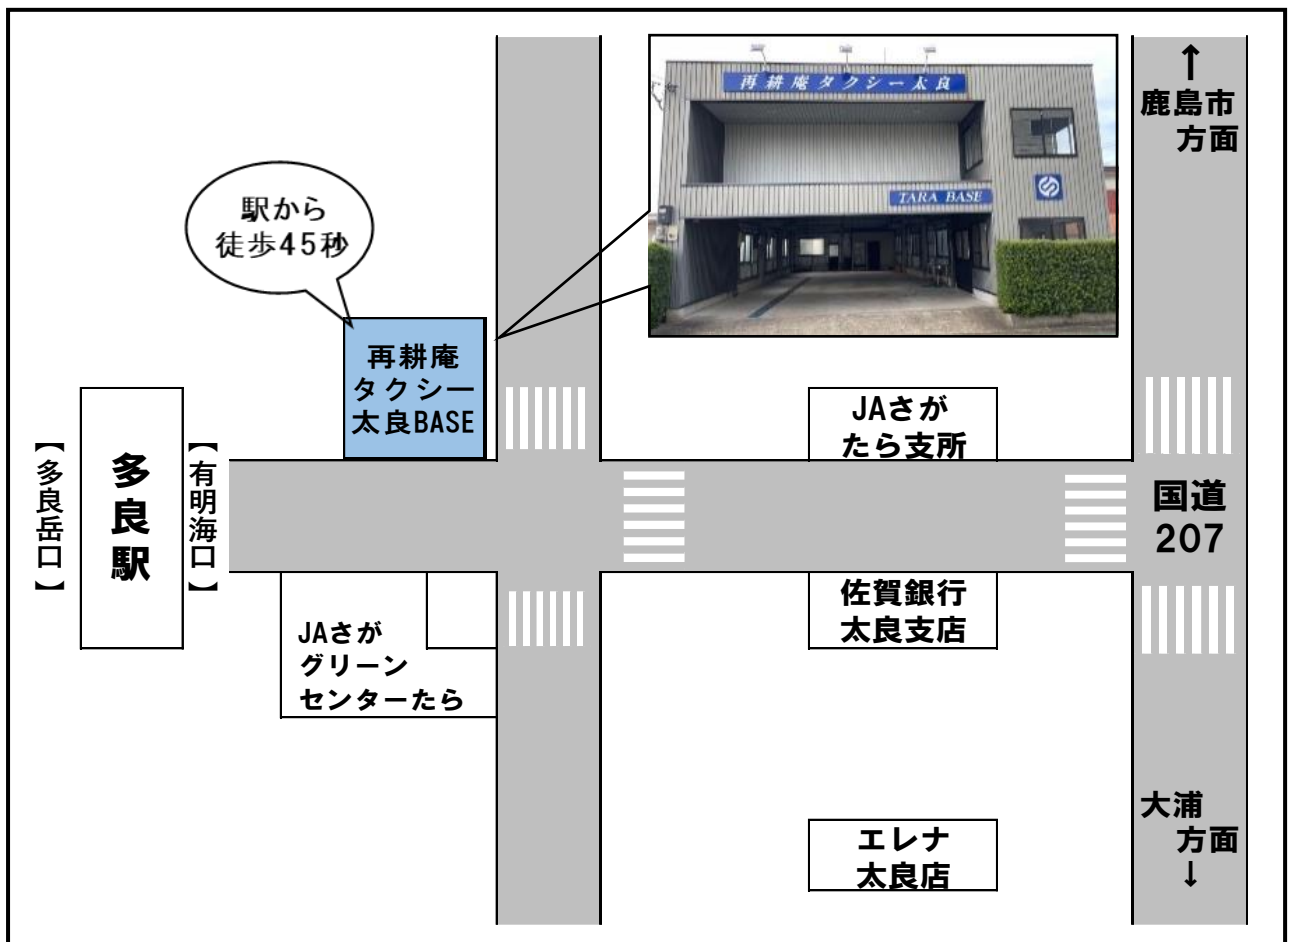 ↑
鹿島市
方面
再耕庵タクシー太良
TARA BASE
駅から
徒歩45秒
再耕庵
タクシー
太良BASE
【多良岳口】
多良駅
【有明海口】
JAさが
たら支所
国道
207
佐賀銀行
太良支店
JAさが
グリーン
センターたら
エレナ
太良店
大浦
方面
↓